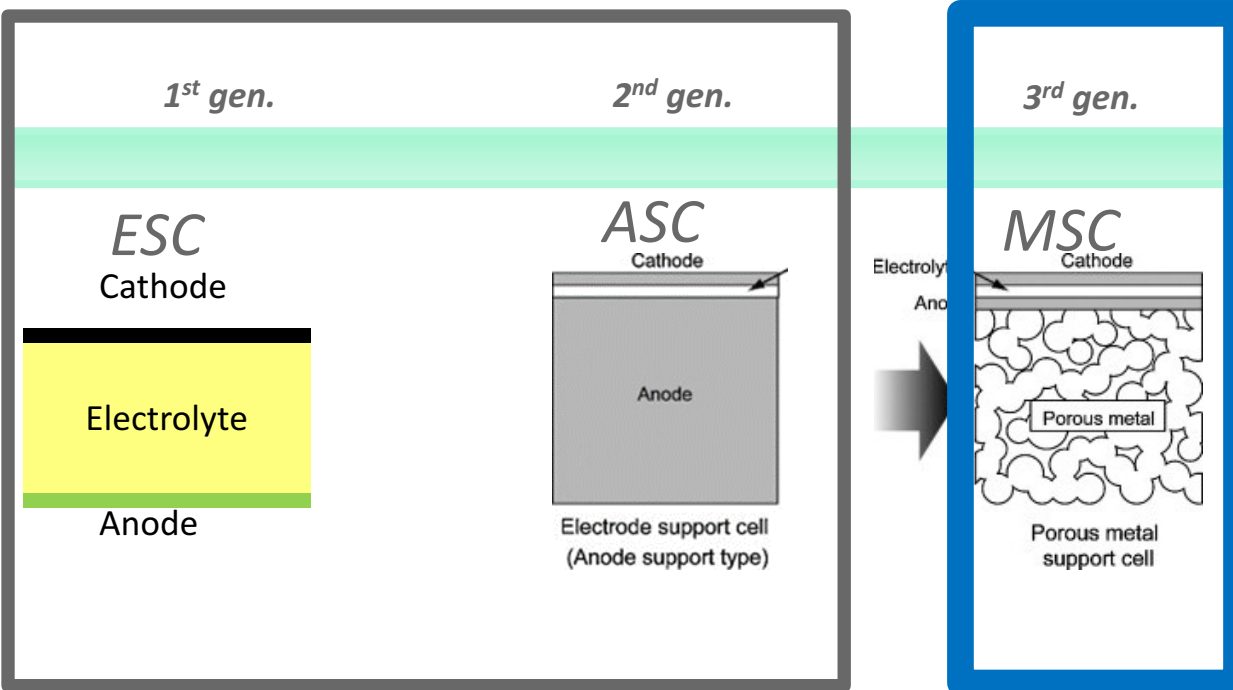 1st gen.
2nd gen.
3rd gen.
ESC
ASC
MSC
Cathode
Electrolyte
Anode
Cathode
Anode
Electrode support cell
(Anode support type)
Electrolyt
Ano
Cathode
Porous metal
Porous metal
support cell